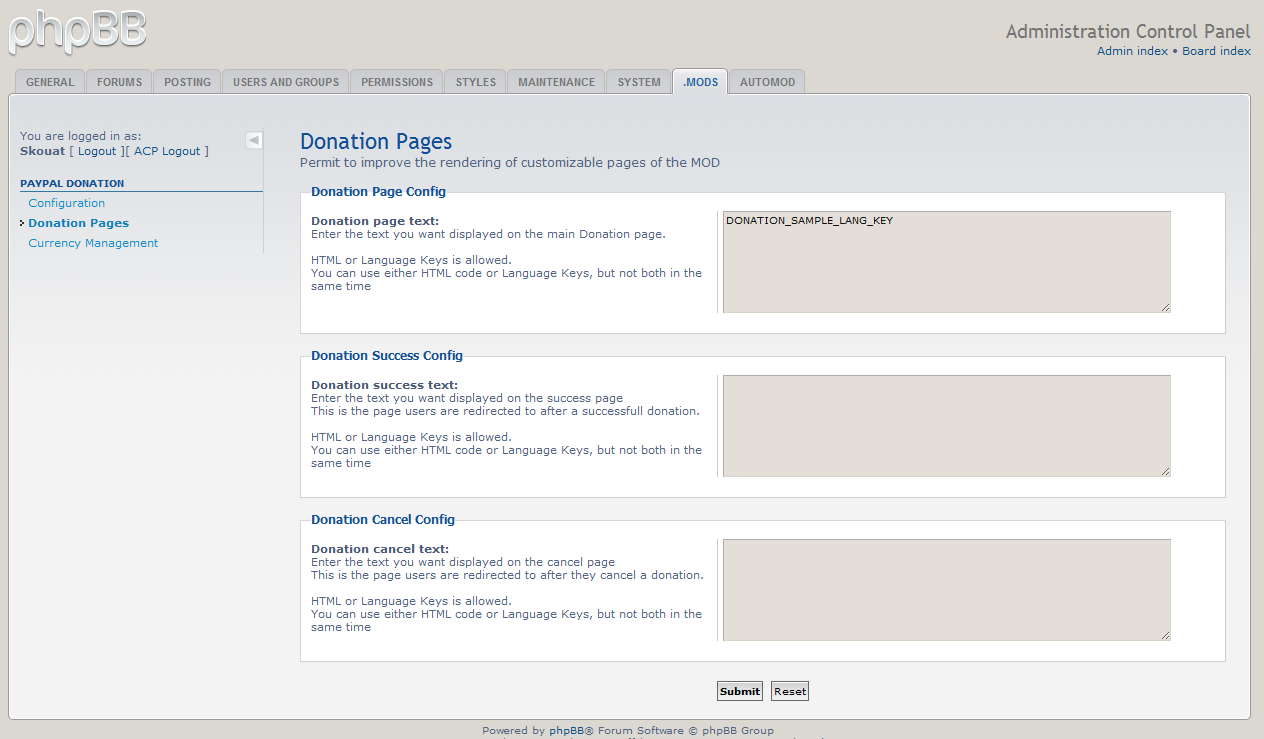 phpBB
Administration Control Panel
Admin index • Board index
GENERAL FORUMS POSTING USERS AND GROUPS PERMISSIONS STYLES MAINTENANCE SYSTEM .MODS AUTOMOD
You are logged in as:
Skouat [ Logout ][ ACP Logout ]
PAYPAL DONATION
Configuration
Donation Pages
Currency Management
Donation Pages
Permit to improve the rendering of customizable pages of the MOD
Donation Page Config
Donation page text:
Enter the text you want displayed on the main Donation page.
HTML or Language Keys is allowed.
You can use either HTML code or Language Keys, but not both in the
same time
DONATION_SAMPLE_LANG_KEY
Donation Success Config
Donation success text:
Enter the text you want displayed on the success page
This is the page users are redirected to after a successfull donation.
HTML or Language Keys is allowed.
You can use either HTML code or Language Keys, but not both in the
same time
Donation Cancel Config
Donation cancel text:
Enter the text you want displayed on the cancel page
This is the page users are redirected to after they cancel a donation.
HTML or Language Keys is allowed.
You can use either HTML code or Language Keys, but not both in the
same time
Submit Reset
Powered by phpBB® Forum Software © phpBB Group